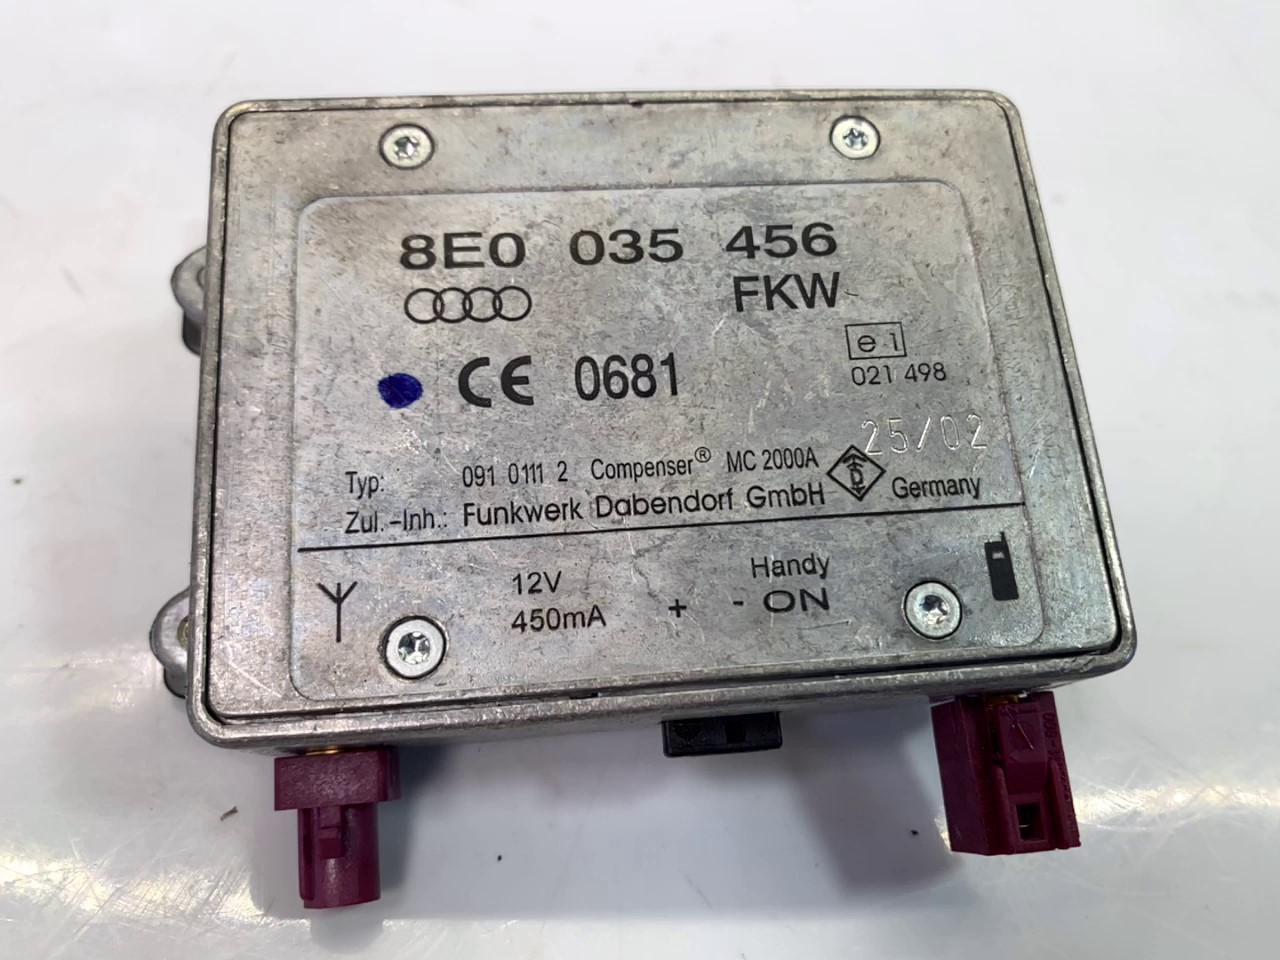 8E0 035 456
FKW
CE 0681
e 1
021 498
25/02
Typ: 091 0111 2 Compenser® MC 2000A
Zul.-Inh.: Funkwerk Dabendorf GmbH Germany
12V
450mA
+ - ON
Handy